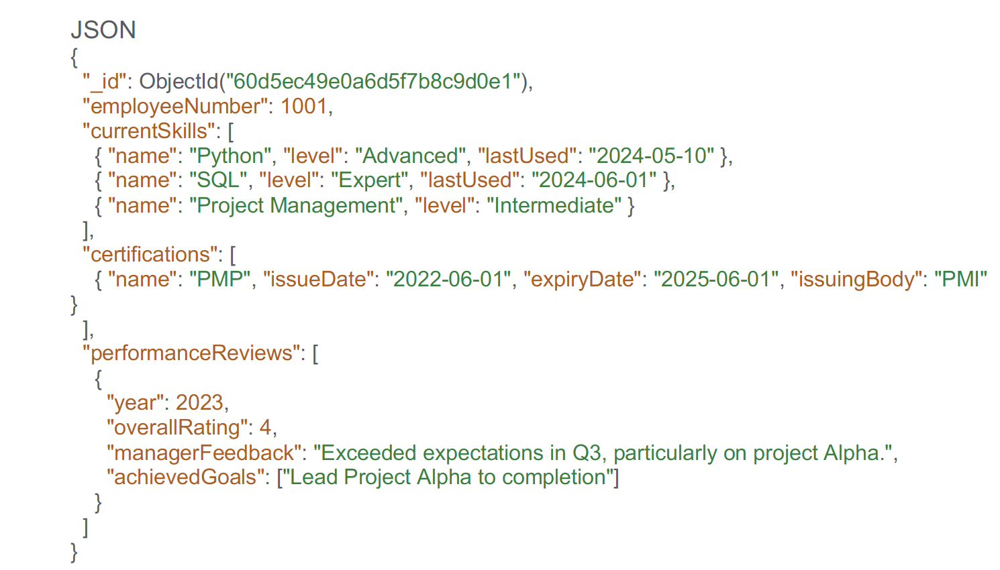 JSON
{
"_id": ObjectId("60d5ec49e0a6d5f7b8c9d0e1"),
"employeeNumber": 1001,
"currentSkills": [
{ "name": "Python", "level": "Advanced", "lastUsed": "2024-05-10" },
{ "name": "SQL", "level": "Expert", "lastUsed": "2024-06-01" },
{ "name": "Project Management", "level": "Intermediate" }
],
"certifications": [
{ "name": "PMP", "issueDate": "2022-06-01", "expiryDate": "2025-06-01", "issuingBody": "PMI"
}
],
"performanceReviews": [
{
"year": 2023,
"overallRating": 4,
"managerFeedback": "Exceeded expectations in Q3, particularly on project Alpha.",
"achievedGoals": ["Lead Project Alpha to completion"]
}
]
}